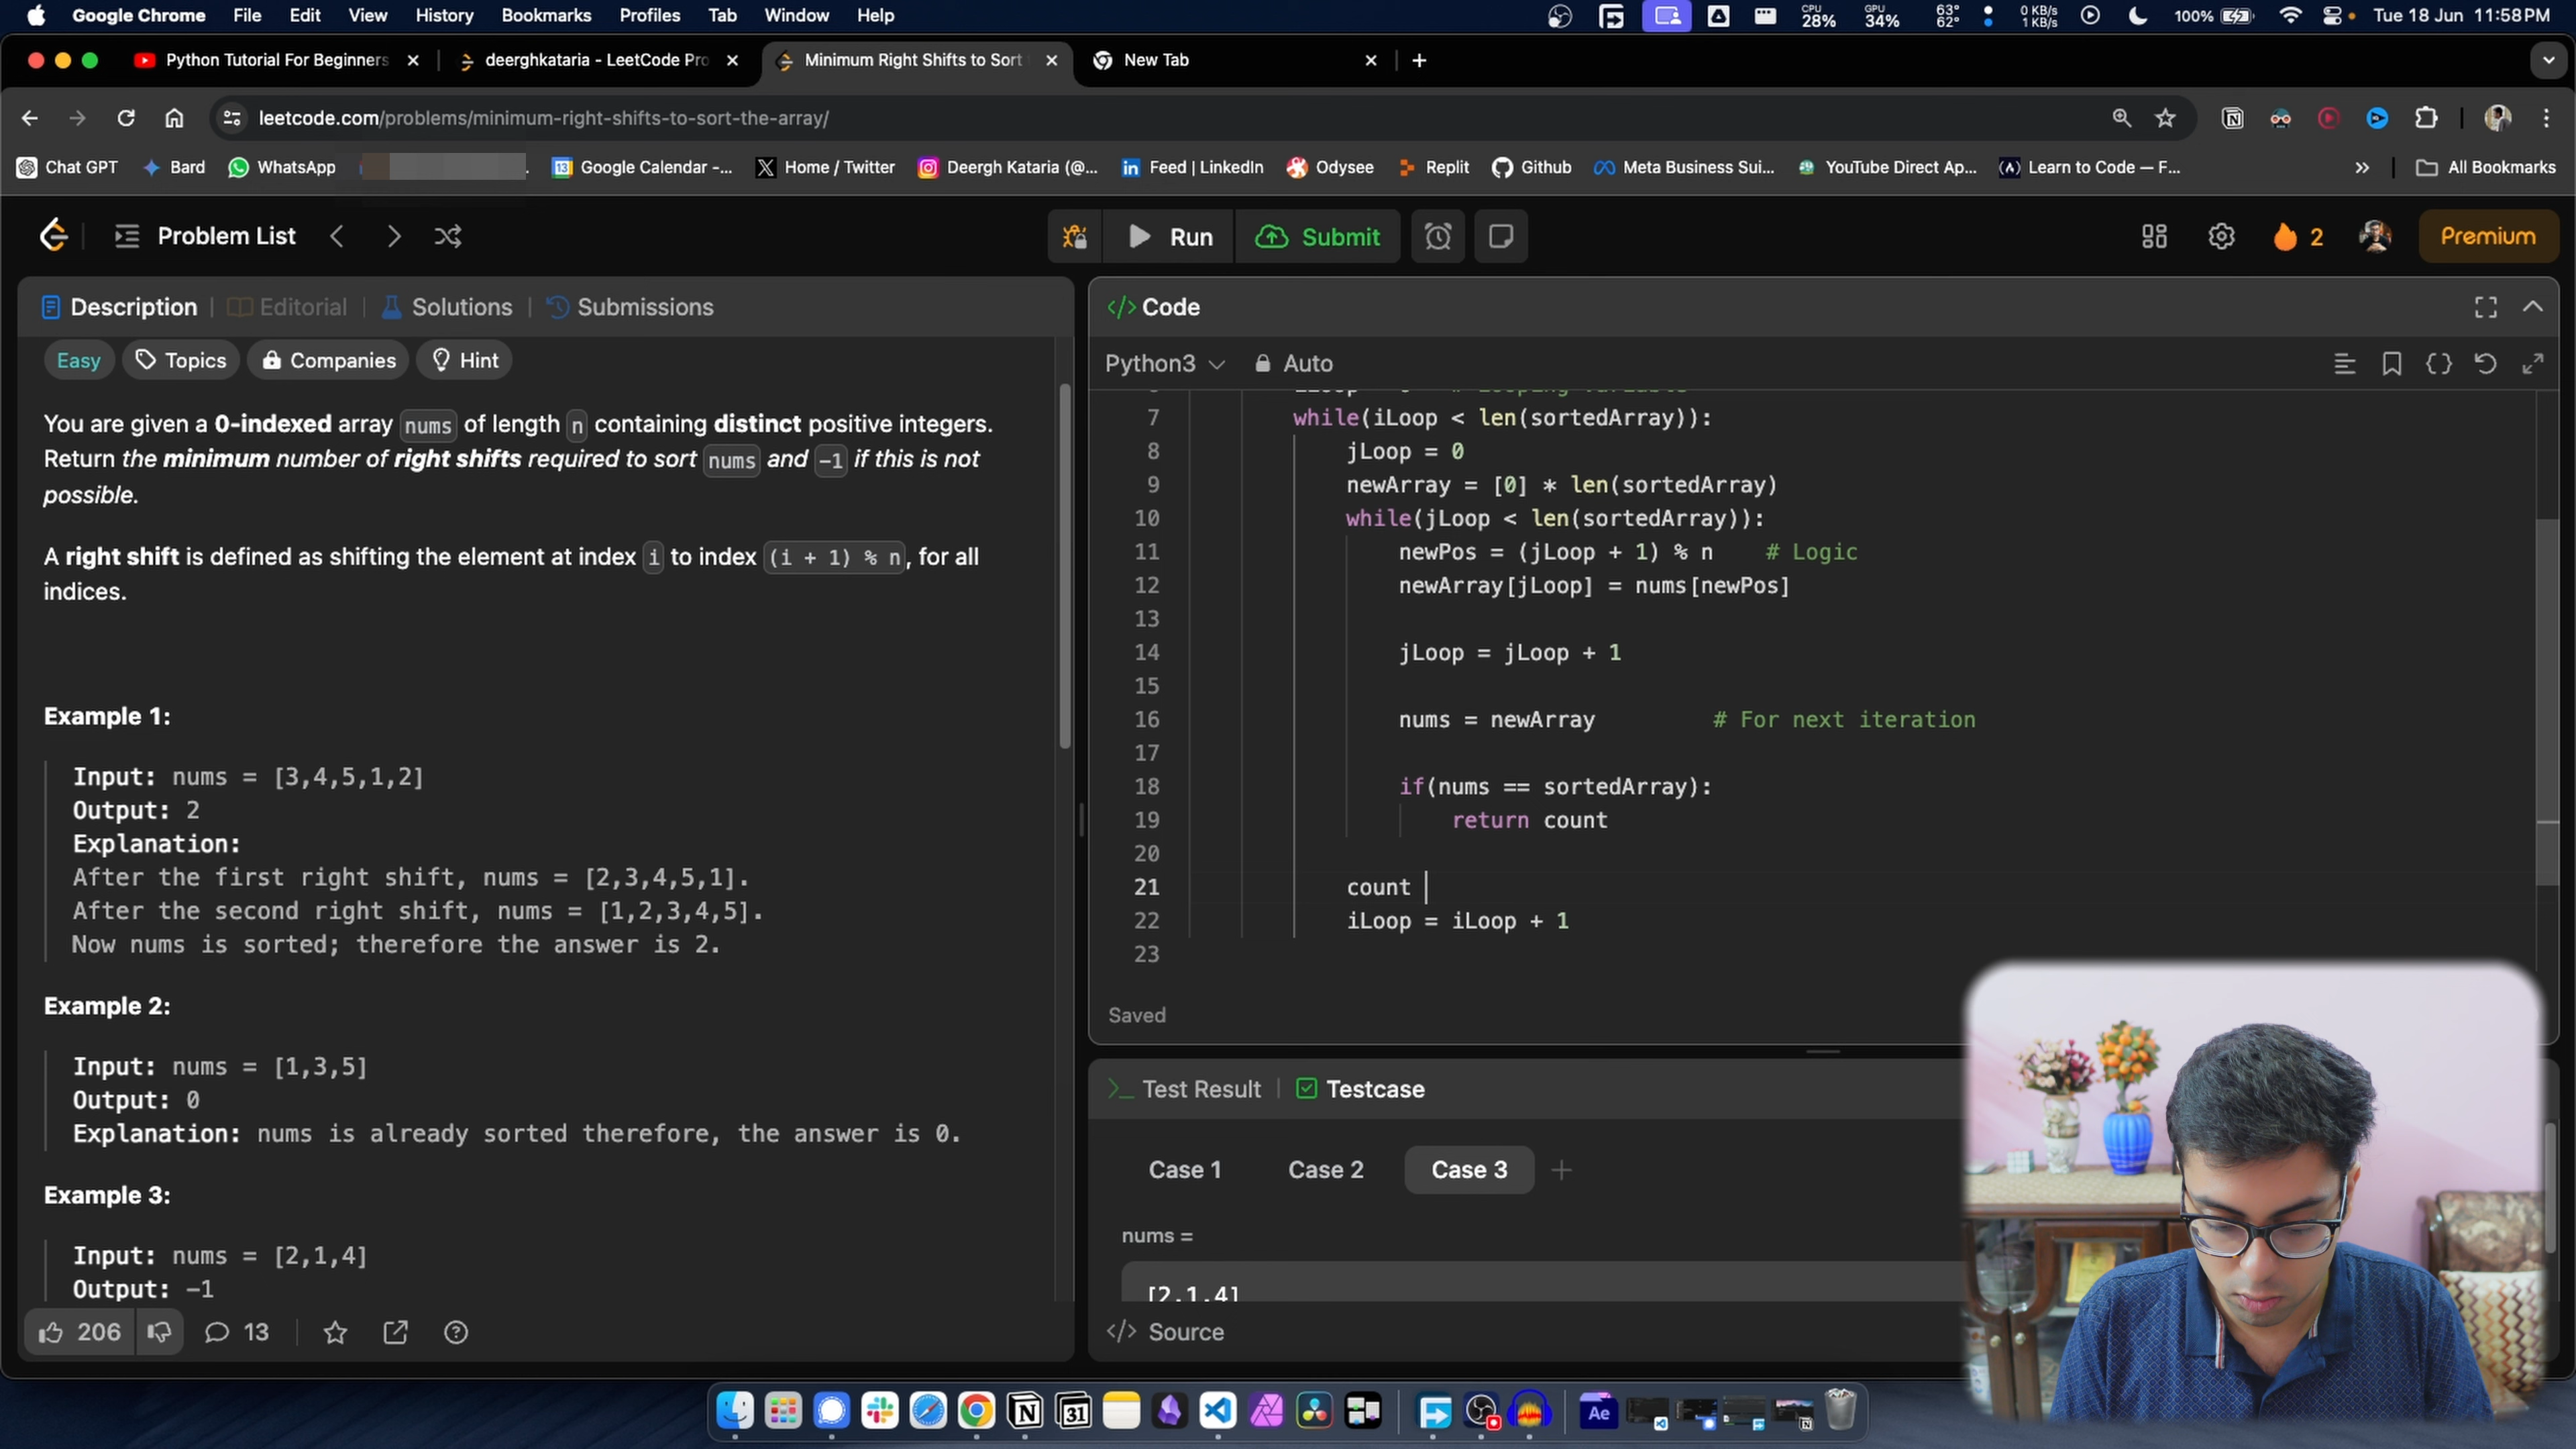 Google Chrome File Edit View History Bookmarks Profiles Tab Window Help
CPU 28% GPU 34% 63° 62° 0 KB/s 1 KB/s 100% Tue 18 Jun 11:58 PM
Python Tutorial For Beginners
deerghkataria - LeetCode Pro
Minimum Right Shifts to Sort
New Tab
leetcode.com/problems/minimum-right-shifts-to-sort-the-array/
Chat GPT Bard WhatsApp Google Calendar -... Home / Twitter Deergh Kataria (@... Feed | LinkedIn Odysee Replit Github Meta Business Sui... YouTube Direct Ap... Learn to Code — F... All Bookmarks
Problem List Run Submit 2 Premium
Description Editorial Solutions Submissions
Easy Topics Companies Hint
You are given a 0-indexed array nums of length n containing distinct positive integers.
Return the minimum number of right shifts required to sort nums and -1 if this is not
possible.
A right shift is defined as shifting the element at index i to index (i + 1) % n, for all
indices.
Example 1:
Input: nums = [3,4,5,1,2]
Output: 2
Explanation:
After the first right shift, nums = [2,3,4,5,1].
After the second right shift, nums = [1,2,3,4,5].
Now nums is sorted; therefore the answer is 2.
Example 2:
Input: nums = [1,3,5]
Output: 0
Explanation: nums is already sorted therefore, the answer is 0.
Example 3:
Input: nums = [2,1,4]
Output: -1
206 13
</> Code
Python3 Auto
7 while(iLoop < len(sortedArray)):
8 jLoop = 0
9 newArray = [0] * len(sortedArray)
10 while(jLoop < len(sortedArray)):
11 newPos = (jLoop + 1) % n # Logic
12 newArray[jLoop] = nums[newPos]
13
14 jLoop = jLoop + 1
15
16 nums = newArray # For next iteration
17
18 if(nums == sortedArray):
19 return count
20
21 count
22 iLoop = iLoop + 1
23
Saved
Test Result Testcase
Case 1 Case 2 Case 3
nums =
[2,1,4]
</> Source
31 Ae